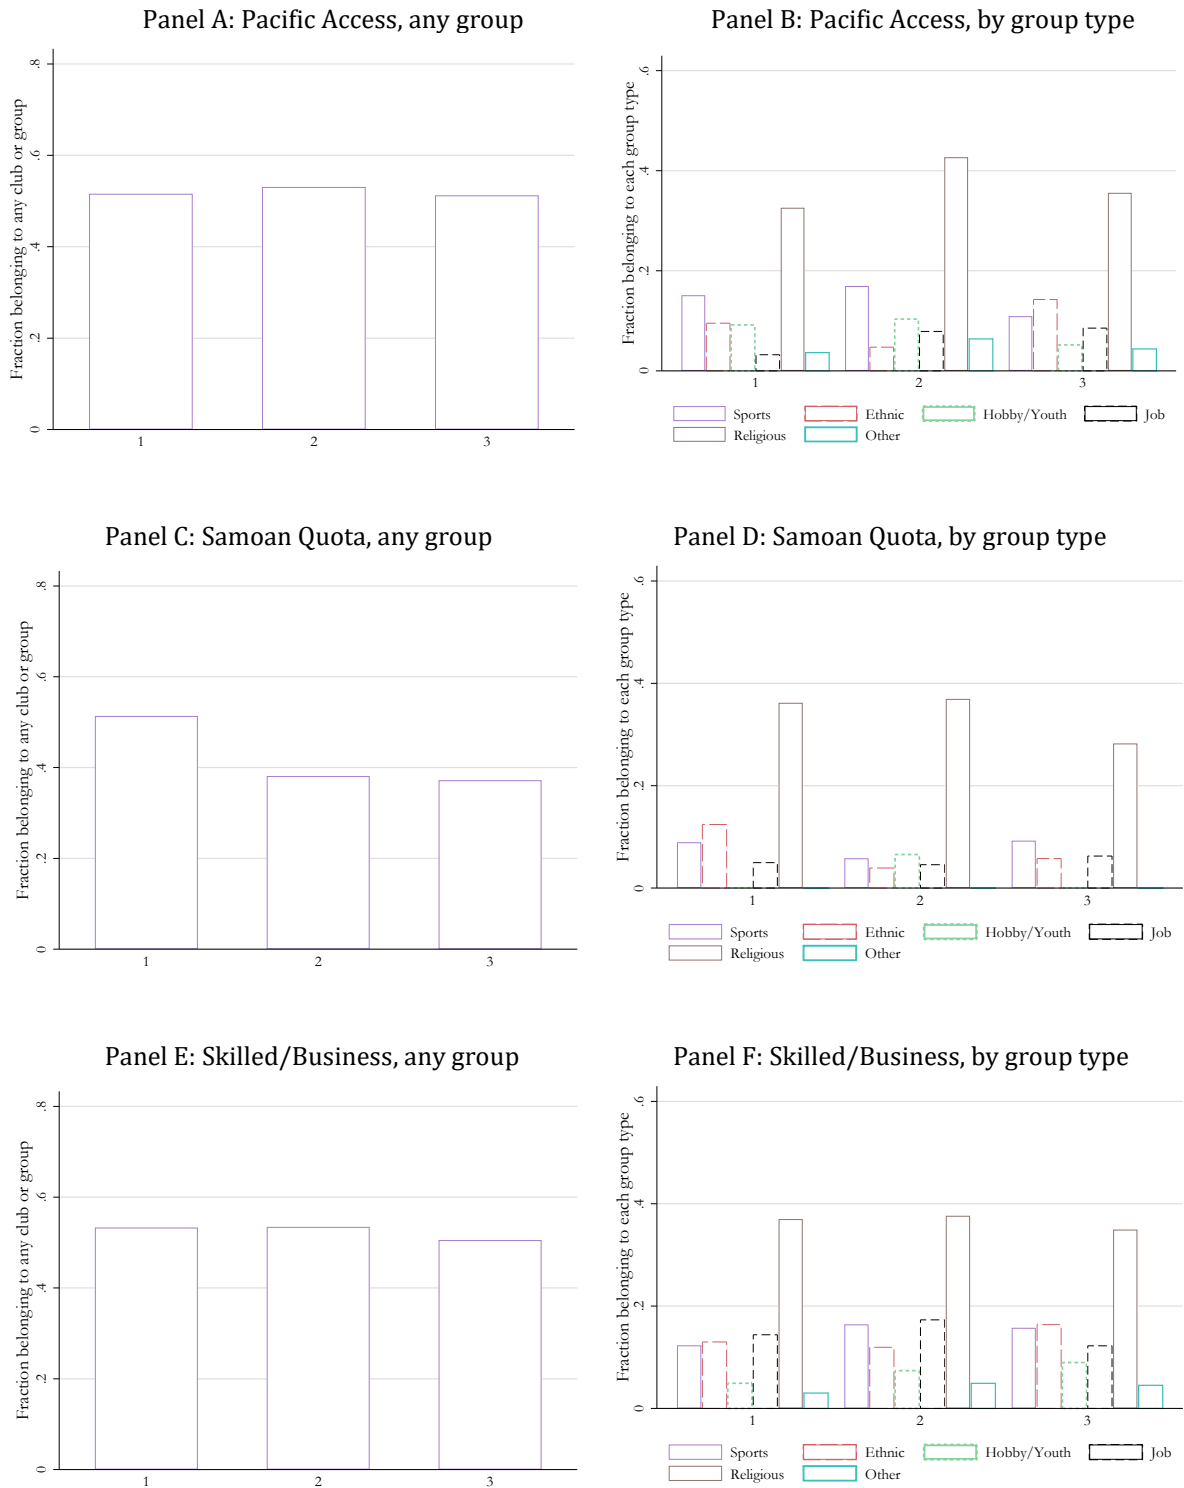 Panel A: Pacific Access, any group
Fraction belonging to any club or group
.8
.6
.4
.2
0
1 2 3
Panel B: Pacific Access, by group type
Fraction belonging to each group type
.6
.4
.2
0
1 2 3
Sports Ethnic Hobby/Youth Job
Religious Other
Panel C: Samoan Quota, any group
Fraction belonging to any club or group
.8
.6
.4
.2
0
1 2 3
Panel D: Samoan Quota, by group type
Fraction belonging to each group type
.6
.4
.2
0
1 2 3
Sports Ethnic Hobby/Youth Job
Religious Other
Panel E: Skilled/Business, any group
Fraction belonging to any club or group
.8
.6
.4
.2
0
1 2 3
Panel F: Skilled/Business, by group type
Fraction belonging to each group type
.6
.4
.2
0
1 2 3
Sports Ethnic Hobby/Youth Job
Religious Other